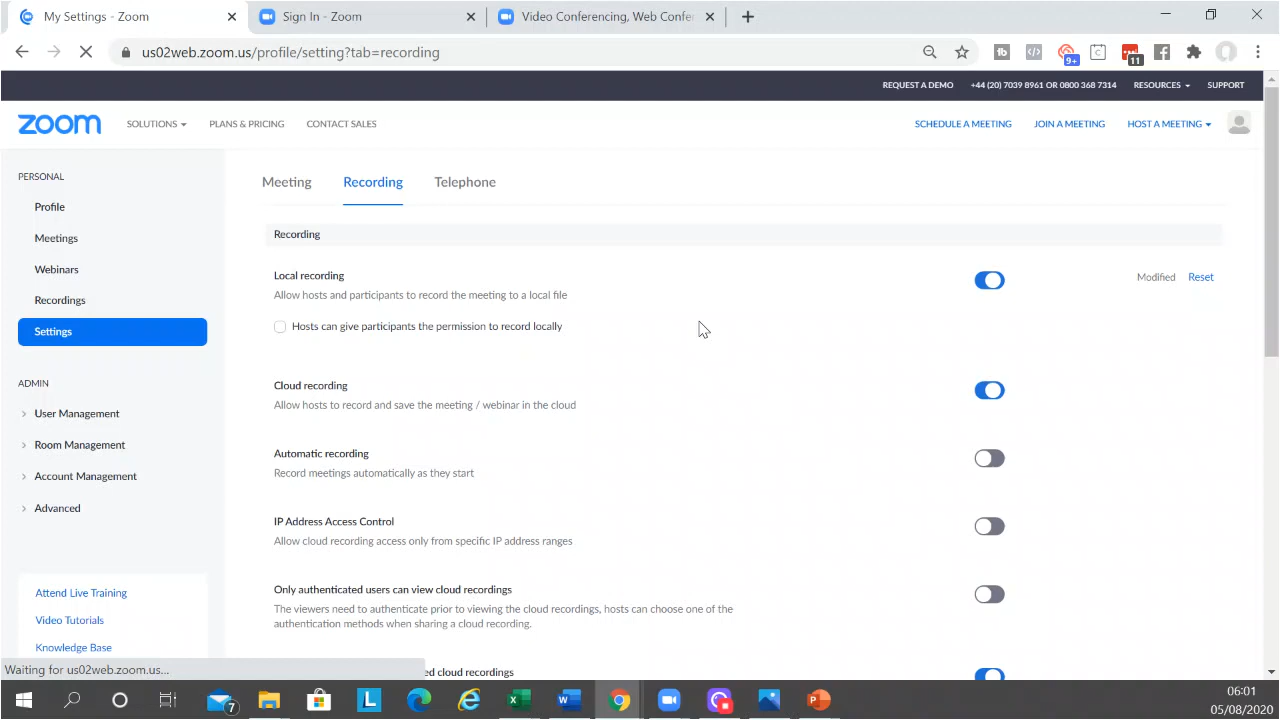 My Settings - Zoom
Sign In - Zoom
Video Conferencing, Web Confer
us02web.zoom.us/profile/setting?tab=recording
9+
11
REQUEST A DEMO
+44 (20) 7039 8961 OR 0800 368 7314
RESOURCES
SUPPORT
zoom
SOLUTIONS
PLANS & PRICING
CONTACT SALES
SCHEDULE A MEETING
JOIN A MEETING
HOST A MEETING
PERSONAL
Profile
Meetings
Webinars
Recordings
Settings
ADMIN
User Management
Room Management
Account Management
Advanced
Attend Live Training
Video Tutorials
Knowledge Base
Meeting
Recording
Telephone
Recording
Local recording
Modified
Reset
Allow hosts and participants to record the meeting to a local file
Hosts can give participants the permission to record locally
Cloud recording
Allow hosts to record and save the meeting / webinar in the cloud
Automatic recording
Record meetings automatically as they start
IP Address Access Control
Allow cloud recording access only from specific IP address ranges
Only authenticated users can view cloud recordings
The viewers need to authenticate prior to viewing the cloud recordings, hosts can choose one of the
authentication methods when sharing a cloud recording.
ed cloud recordings
Waiting for us02web.zoom.us...
7
06:01
05/08/2020